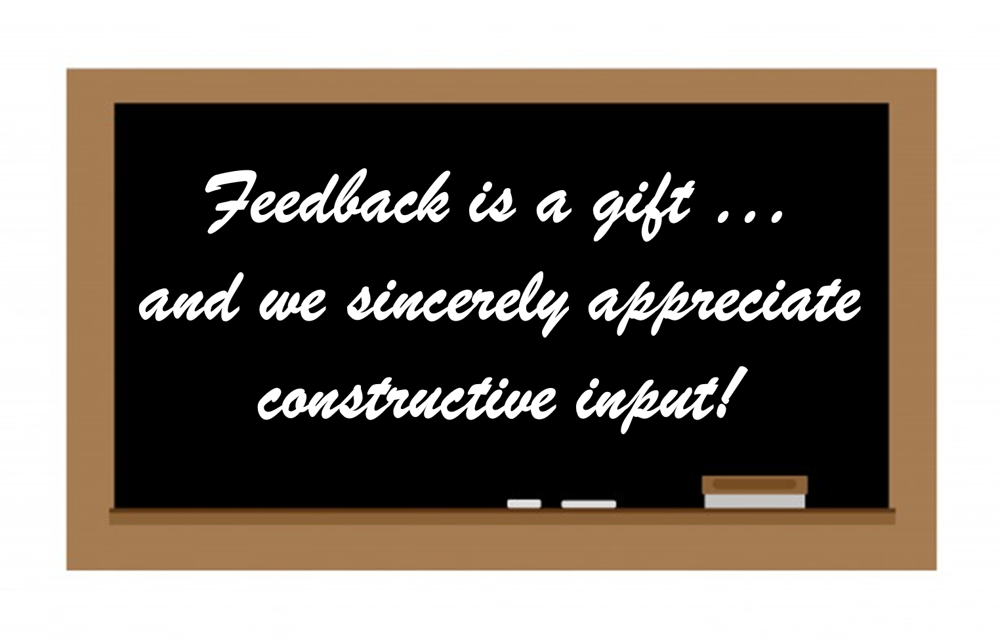 Feedback is a gift ...
and we sincerely appreciate
constructive input!